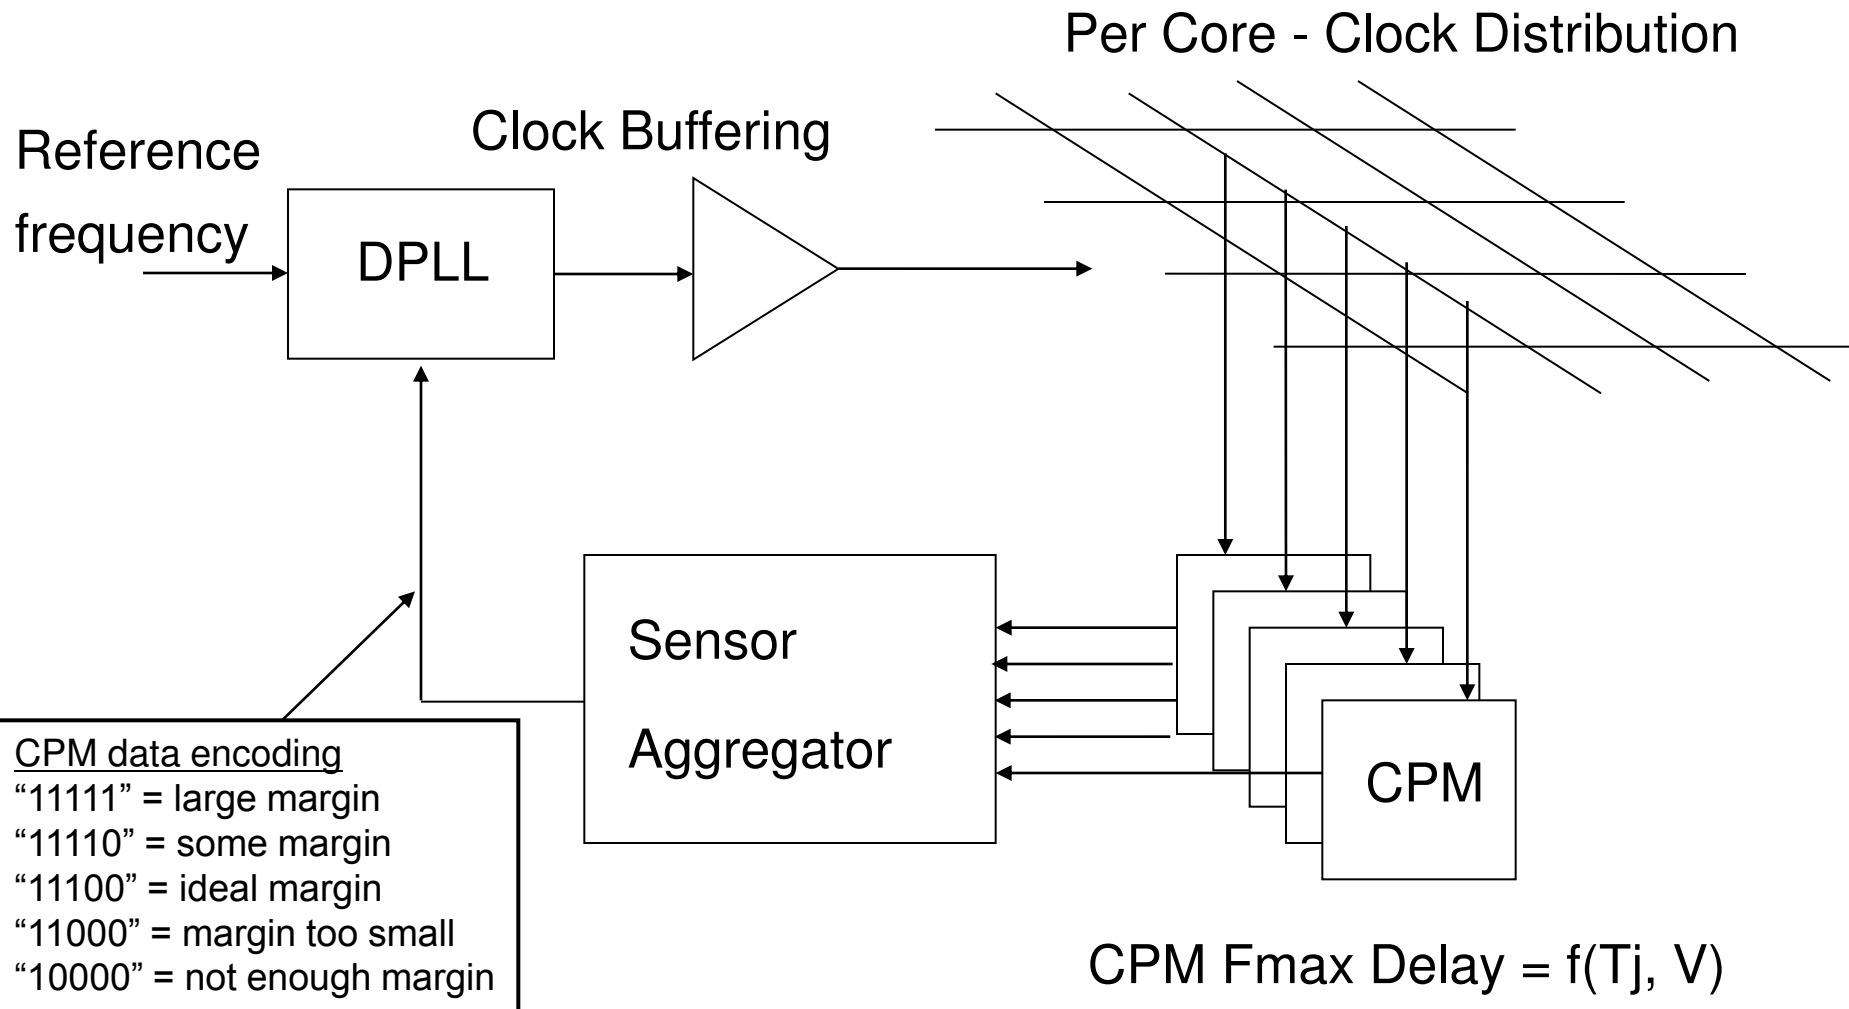 Per Core - Clock Distribution
Clock Buffering
Reference
frequency
DPLL
Sensor
Aggregator
CPM
CPM data encoding
“11111” = large margin
“11110” = some margin
“11100” = ideal margin
“11000” = margin too small
“10000” = not enough margin
CPM Fmax Delay = f(Tj, V)